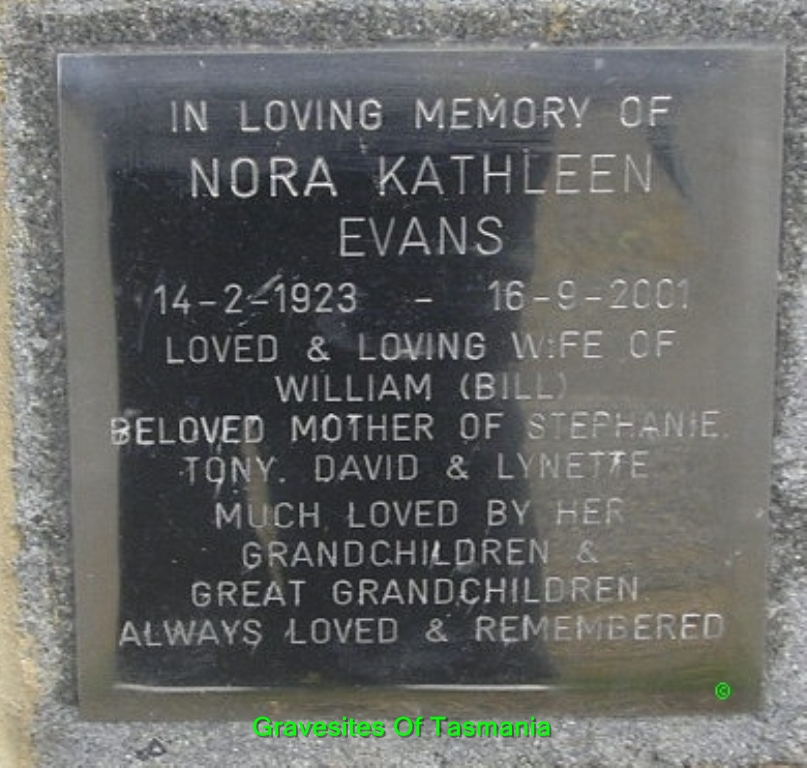 IN LOVING MEMORY OF
NORA KATHLEEN
EVANS
14-2-1923 - 16-9-2001
LOVED & LOVING WIFE OF
WILLIAM (BILL)
BELOVED MOTHER OF STEPHANIE,
TONY, DAVID & LYNETTE
MUCH LOVED BY HER
GRANDCHILDREN &
GREAT GRANDCHILDREN.
ALWAYS LOVED & REMEMBERED
©
Gravesites Of Tasmania